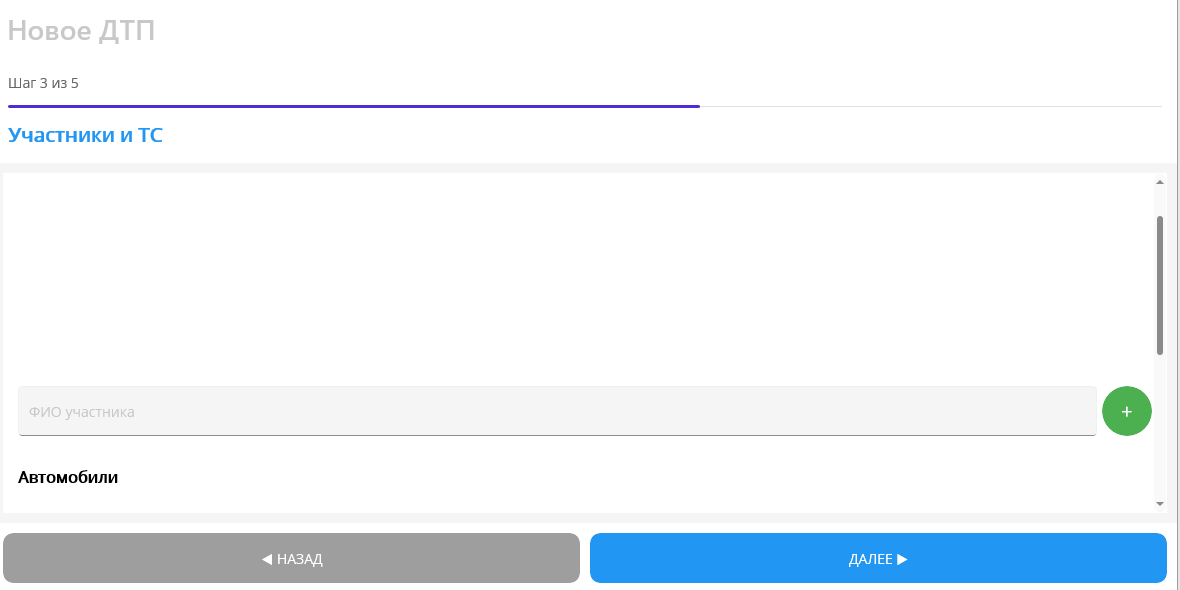 Новое ДТП
Шаг 3 из 5
Участники и ТС
ФИО участника
+
Автомобили
◀ НАЗАД
ДАЛЕЕ ▶